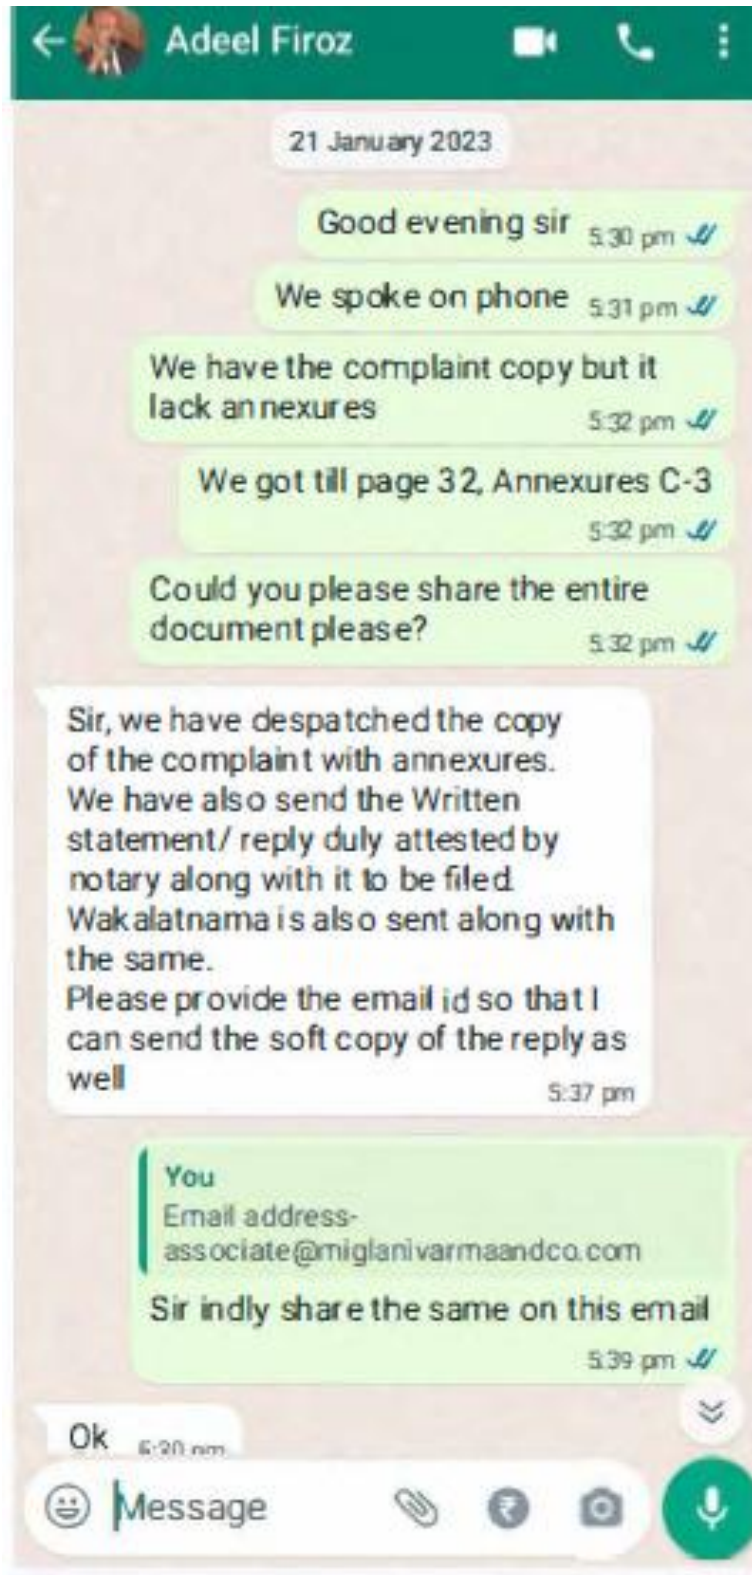 Adeel Firoz
21 January 2023
Good evening sir 5:30 pm
We spoke on phone 5:31 pm
We have the complaint copy but it
lack annexures 5:32 pm
We got till page 32, Annexures C-3
5:32 pm
Could you please share the entire
document please? 5:32 pm
Sir, we have despatched the copy
of the complaint with annexures.
We have also send the Written
statement/ reply duly attested by
notary along with it to be filed.
Wakalatnama is also sent along with
the same.
Please provide the email id so that I
can send the soft copy of the reply as
well 5:37 pm
You
Email address-
associate@miglanivarmaandco.com
Sir indly share the same on this email
5:39 pm
Ok
Message